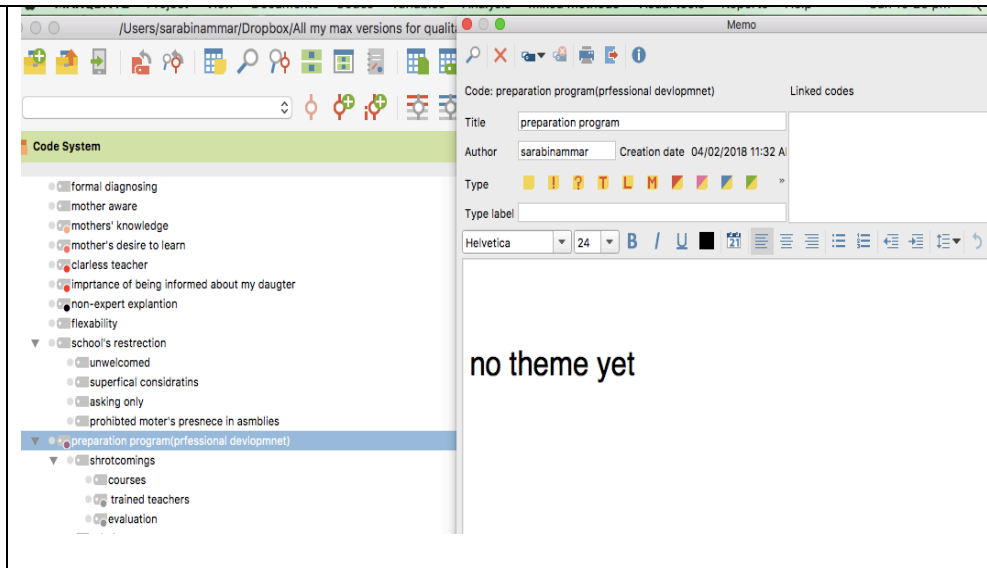 /Users/sarabinammar/Dropbox/All my max versions for qualit
Memo
Code: preparation program(prfessional devlopmnet)
Linked codes
Title preparation program
Author sarabinammar Creation date 04/02/2018 11:32 A
Type ! ? T L M »
Type label
Helvetica 24 B I U 21
Code System
formal diagnosing
mother aware
mothers' knowledge
mother's desire to learn
clarless teacher
imprtance of being informed about my daugter
non-expert explantion
flexability
school's restrection
unwelcomed
superfical considratins
asking only
prohibted moter's presnece in asmblies
preparation program(prfessional devlopmnet)
shrotcomings
courses
trained teachers
evaluation
no theme yet